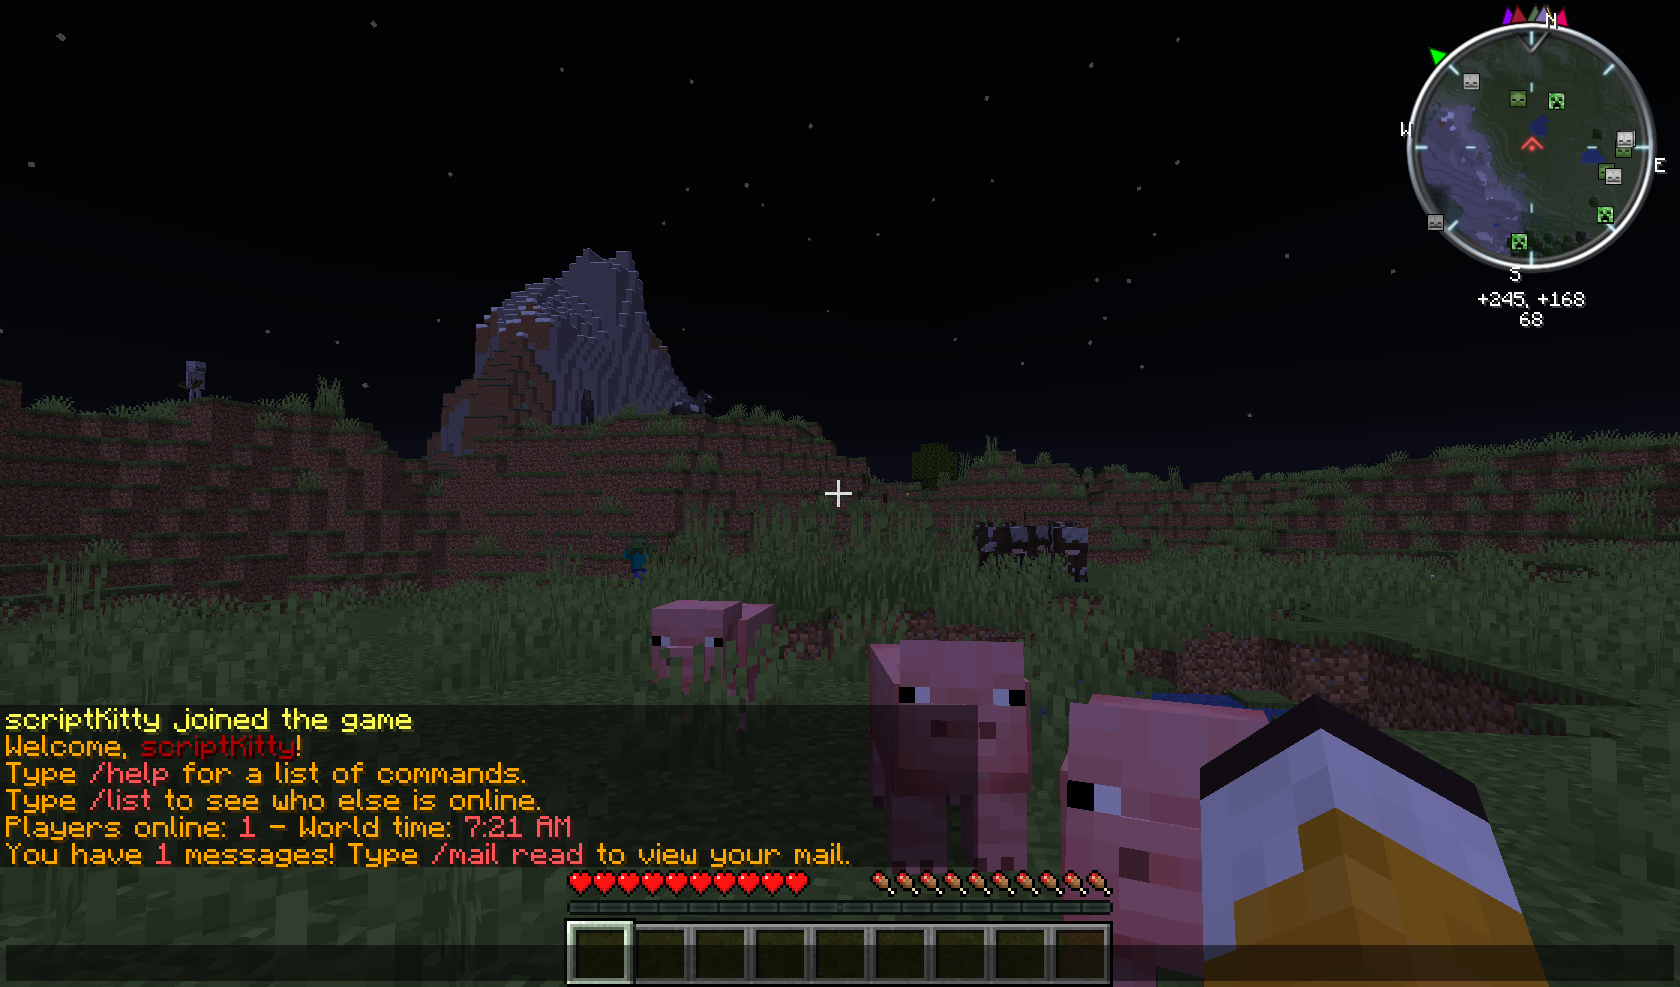 N
W
E
S
+245, +168
68
scriptKitty joined the game
Welcome, scriptKitty!
Type /help for a list of commands.
Type /list to see who else is online.
Players online: 1 - World time: 7:21 AM
You have 1 messages! Type /mail read to view your mail.